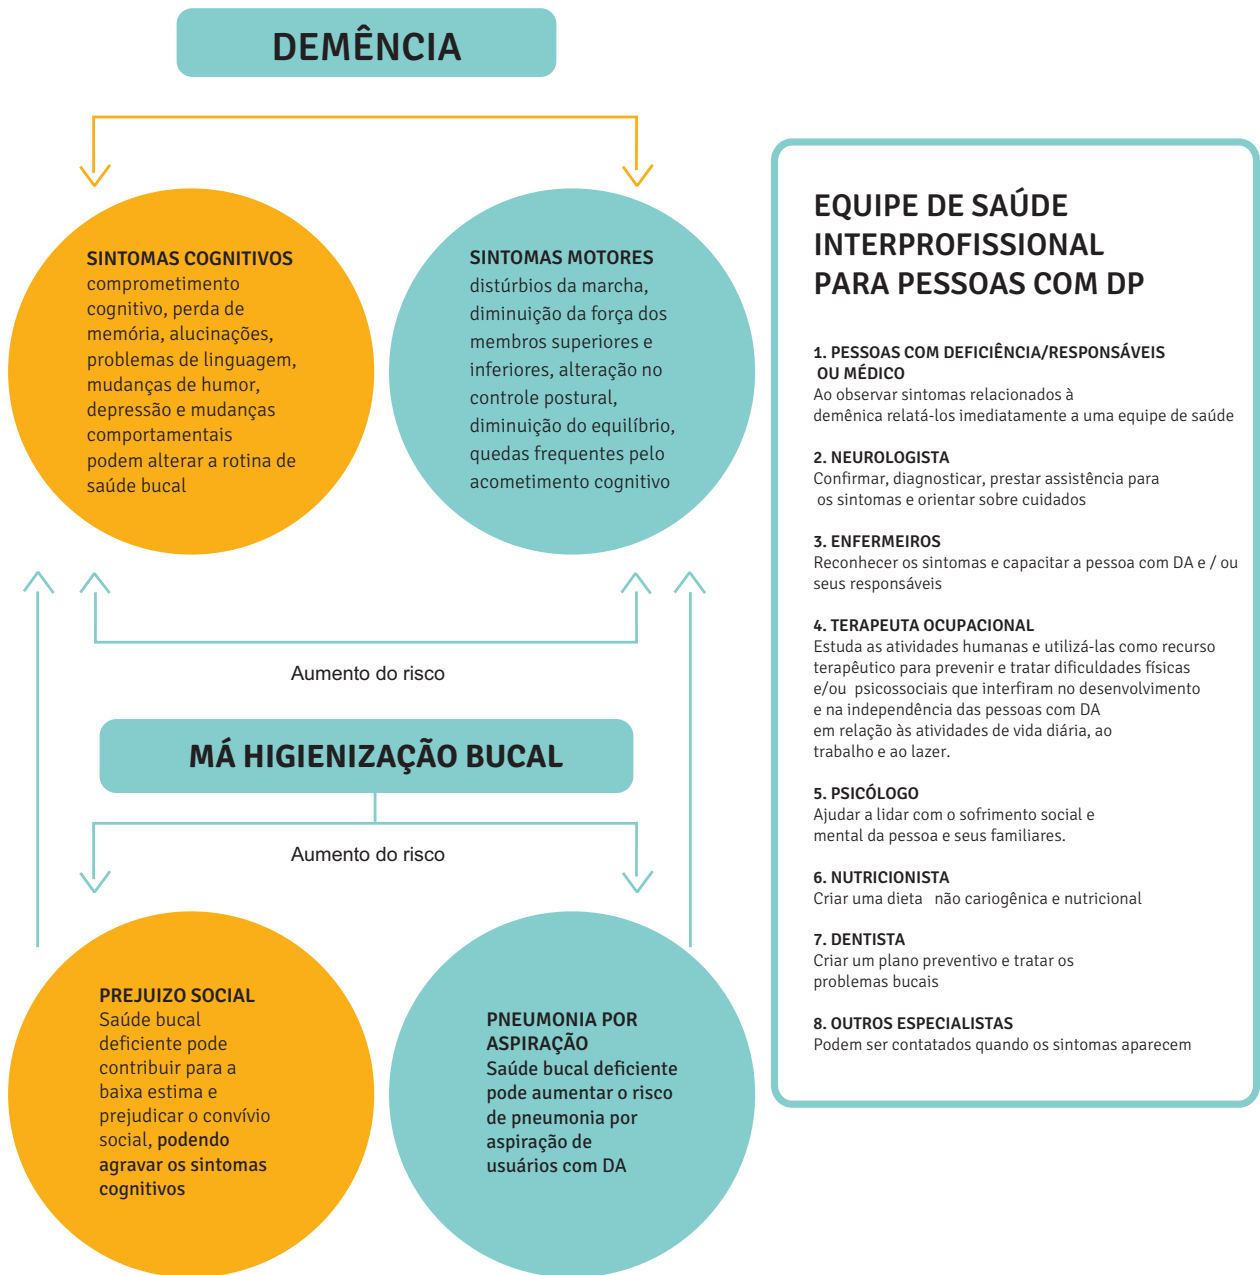 DEMÊNCIA
SINTOMAS COGNITIVOS
comprometimento
cognitivo, perda de
memória, alucinações,
problemas de linguagem,
mudanças de humor,
depressão e mudanças
comportamentais
podem alterar a rotina de
saúde bucal
SINTOMAS MOTORES
distúrbios da marcha,
diminuição da força dos
membros superiores e
inferiores, alteração no
controle postural,
diminuição do equilíbrio,
quedas frequentes pelo
acometimento cognitivo
Aumento do risco
MÁ HIGIENIZAÇÃO BUCAL
Aumento do risco
PREJUIZO SOCIAL
Saúde bucal
deficiente pode
contribuir para a
baixa estima e
prejudicar o convívio
social, podendo
agravar os sintomas
cognitivos
PNEUMONIA POR
ASPIRAÇÃO
Saúde bucal deficiente
pode aumentar o risco
de pneumonia por
aspiração de
usuários com DA
EQUIPE DE SAÚDE
INTERPROFISSIONAL
PARA PESSOAS COM DP
1. PESSOAS COM DEFICIÊNCIA/RESPONSÁVEIS
OU MÉDICO
Ao observar sintomas relacionados à
demênica relatá-los imediatamente a uma equipe de saúde
2. NEUROLOGISTA
Confirmar, diagnosticar, prestar assistência para
os sintomas e orientar sobre cuidados
3. ENFERMEIROS
Reconhecer os sintomas e capacitar a pessoa com DA e / ou
seus responsáveis
4. TERAPEUTA OCUPACIONAL
Estuda as atividades humanas e utilizá-las como recurso
terapêutico para prevenir e tratar dificuldades físicas
e/ou psicossociais que interfiram no desenvolvimento
e na independência das pessoas com DA
em relação às atividades de vida diária, ao
trabalho e ao lazer.
5. PSICÓLOGO
Ajudar a lidar com o sofrimento social e
mental da pessoa e seus familiares.
6. NUTRICIONISTA
Criar uma dieta não cariogênica e nutricional
7. DENTISTA
Criar um plano preventivo e tratar os
problemas bucais
8. OUTROS ESPECIALISTAS
Podem ser contatados quando os sintomas aparecem